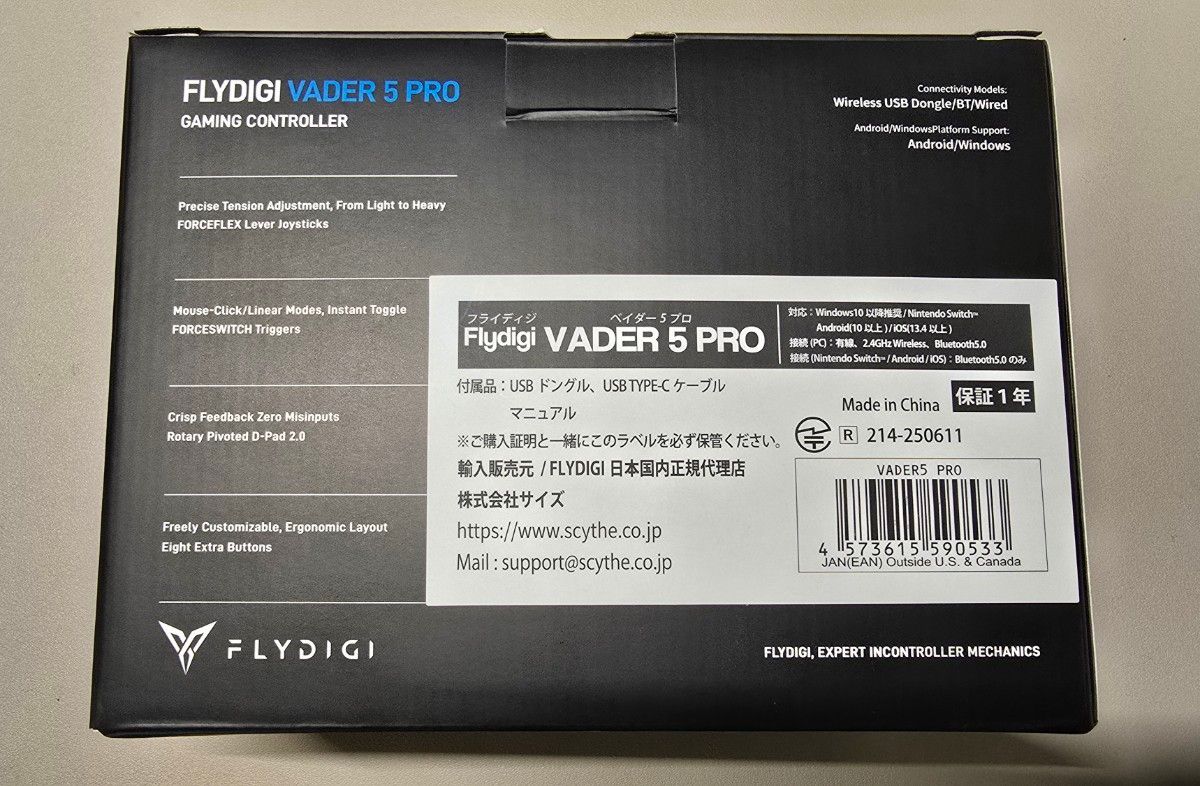 FLYDIGI VADER 5 PRO
GAMING CONTROLLER
Connectivity Models:
Wireless USB Dongle/BT/Wired
Android/WindowsPlatform Support:
Android/Windows
Precise Tension Adjustment, From Light to Heavy
FORCEFLEX Lever Joysticks
Mouse-Click/Linear Modes, Instant Toggle
FORCESWITCH Triggers
Crisp Feedback Zero Misinputs
Rotary Pivoted D-Pad 2.0
Freely Customizable, Ergonomic Layout
Eight Extra Buttons
フライディジ ベイダー 5 プロ
Flydigi VADER 5 PRO
対応：Windows10 以降推奨 / Nintendo Switch™
Android(10 以上) / iOS(13.4 以上)
接続 (PC)：有線、2.4GHz Wireless、Bluetooth5.0
接続 (Nintendo Switch™ / Android / iOS)：Bluetooth5.0 のみ
付属品：USB ドングル、USB TYPE-C ケーブル
マニュアル
※ご購入証明と一緒にこのラベルを必ず保管ください。
輸入販売元 / FLYDIGI 日本国内正規代理店
株式会社サイズ
https://www.scythe.co.jp
Mail : support@scythe.co.jp
Made in China 保証 1 年
R 214-250611
VADER5 PRO
4 573615 590533
JAN(EAN) Outside U.S. & Canada
FLYDIGI
FLYDIGI, EXPERT INCONTROLLER MECHANICS